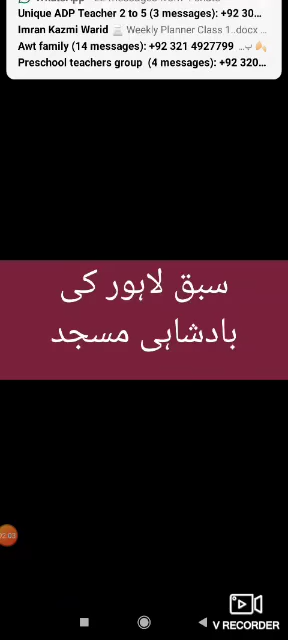 Unique ADP Teacher 2 to 5 (3 messages): +92 30...
Imran Kazmi Warid Weekly Planner Class 1..docx ...
Awt family (14 messages): +92 321 4927799
Preschool teachers group (4 messages): +92 320...
سبق لاہور کی
بادشاہی مسجد
V RECORDER